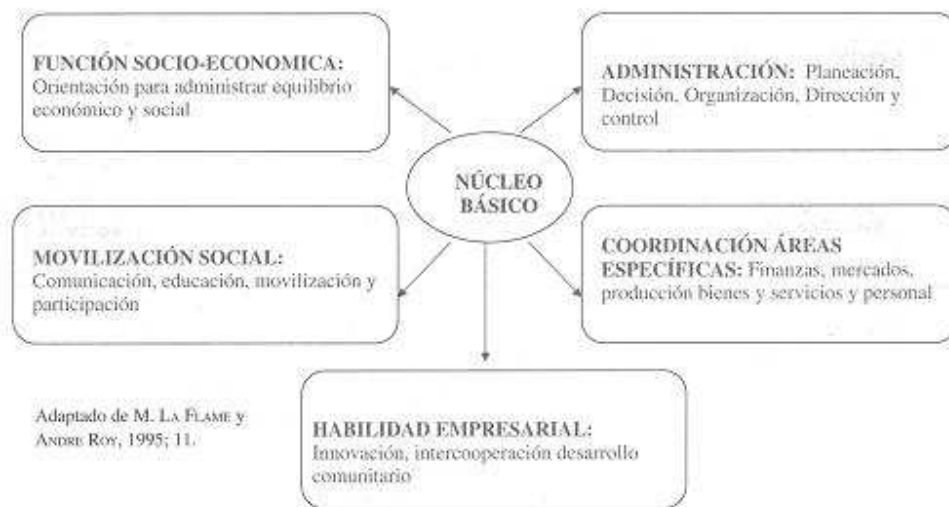 FUNCIÓN SOCIO-ECONOMICA:
Orientación para administrar equilibrio
económico y social
ADMINISTRACIÓN: Planeación,
Decisión, Organización, Dirección y
control
NÚCLEO
BÁSICO
MOVILIZACIÓN SOCIAL:
Comunicación, educación, movilización y
participación
COORDINACIÓN ÁREAS
ESPECÍFICAS: Finanzas, mercados,
producción bienes y servicios y personal
HABILIDAD EMPRESARIAL:
Innovación, intercooperación desarrollo
comunitario
Adaptado de M. LA FLAME y
ANDRE ROY, 1995; 11.